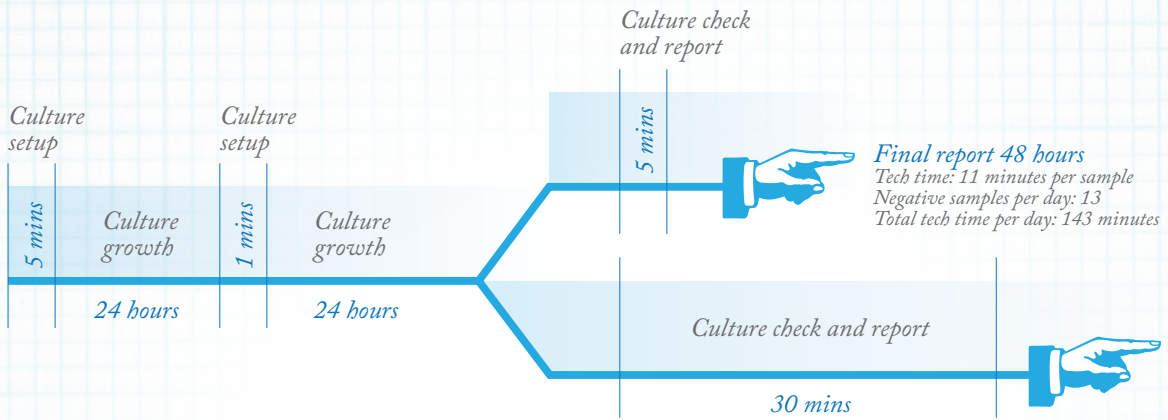 Culture check
and report
Culture
setup
Culture
setup
5 mins
Culture
growth
1 mins
Culture
growth
5 mins
24 hours
24 hours
Final report 48 hours
Tech time: 11 minutes per sample
Negative samples per day: 13
Total tech time per day: 143 minutes
Culture check and report
30 mins